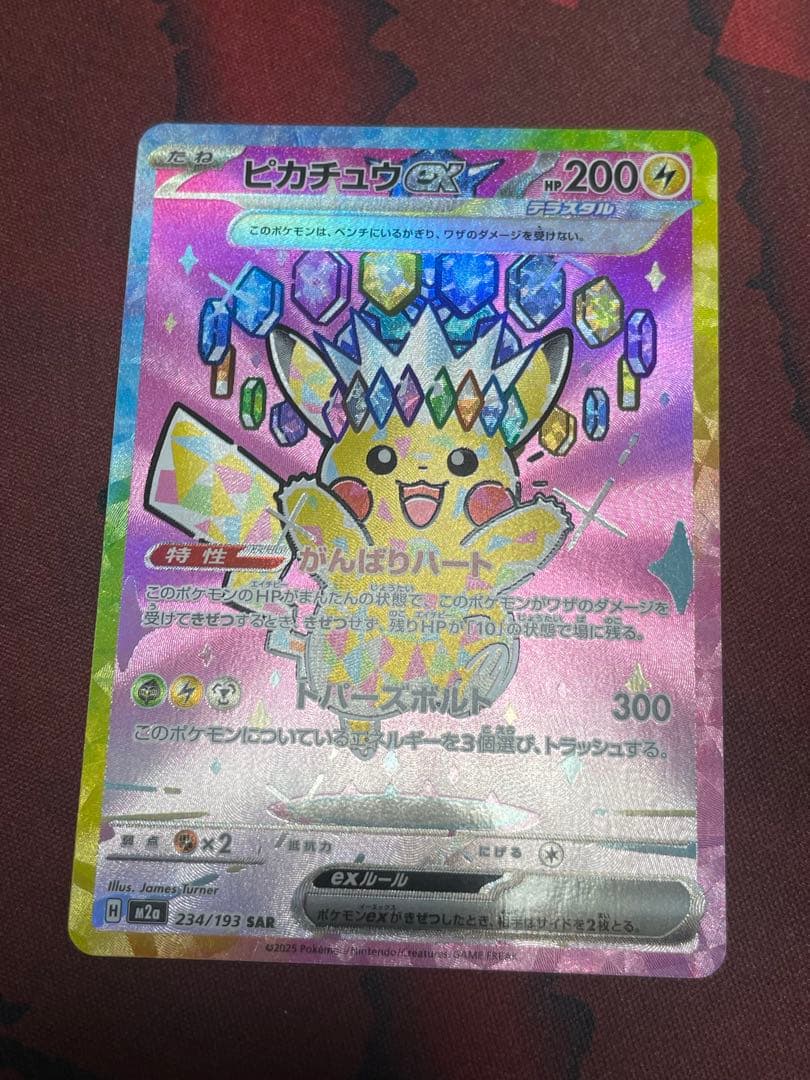 たね ピカチュウex HP 200
テラスタル
このポケモンは、ベンチにいるかぎり、ワザのダメージを受けない。
特性 がんばりハート
このポケモンのHPがまんたんの状態で、このポケモンがワザのダメージを
受けてきぜつするとき、きぜつせず、残りHPが「10」の状態で場に残る。
トパーズボルト 300
このポケモンについているエネルギーを3個選び、トラッシュする。
弱点 ×2 抵抗力 にげる
exルール
ポケモンexがきぜつしたとき、相手はサイドを2枚とる。
Illus. James Turner
H M2a 234/193 SAR
©2025 Pokémon/Nintendo/Creatures/GAME FREAK